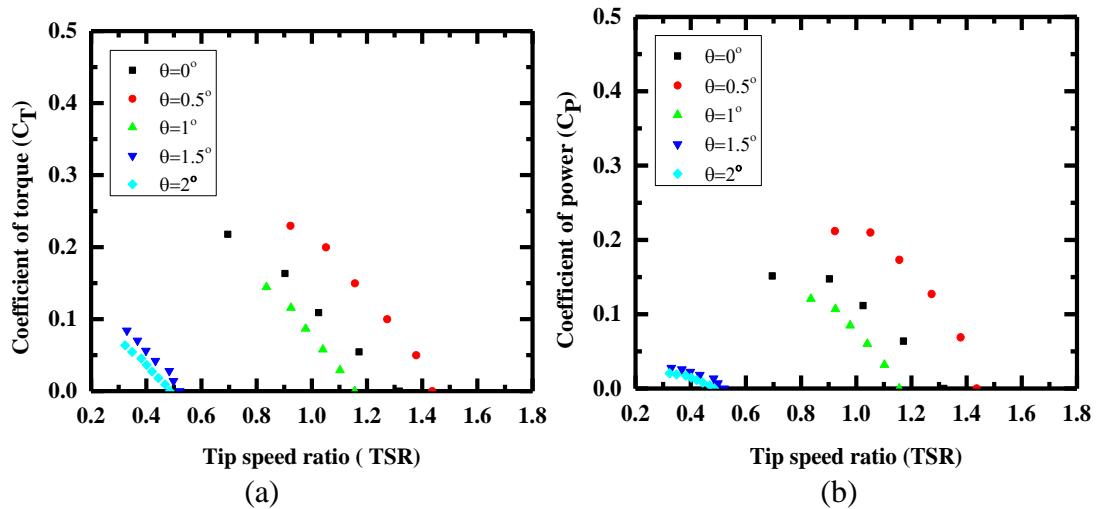 0.5
0.4
0.3
0.2
0.1
0.0
0.2 0.4 0.6 0.8 1.0 1.2 1.4 1.6 1.8
Coefficient of torque (C_T)
Tip speed ratio ( TSR)
θ=0°
θ=0.5°
θ=1°
θ=1.5°
θ=2°
(a)
0.5
0.4
0.3
0.2
0.1
0.0
0.2 0.4 0.6 0.8 1.0 1.2 1.4 1.6 1.8
Coefficient of power (C_P)
Tip speed ratio (TSR)
θ=0°
θ=0.5°
θ=1°
θ=1.5°
θ=2°
(b)